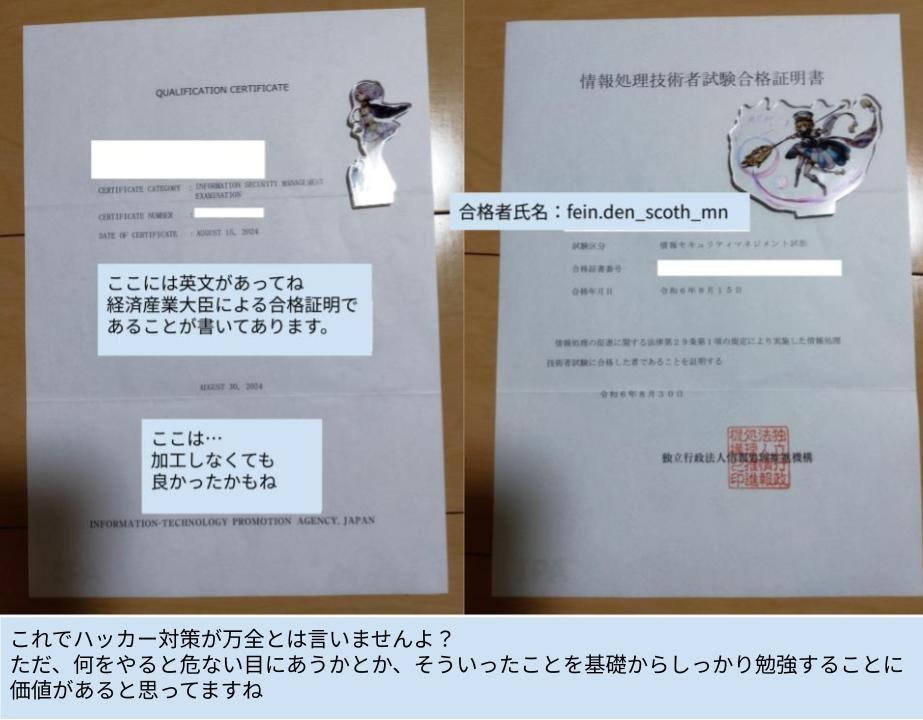 QUALIFICATION CERTIFICATE
CERTIFICATE CATEGORY : INFORMATION SECURITY MANAGEMENT
EXAMINATION
CERTIFICATE NUMBER :
DATE OF CERTIFICATE : AUGUST 15, 2024
ここには英文があってね
経済産業大臣による合格証明で
あることが書いてあります。
AUGUST 30, 2024
ここは…
加工しなくても
良かったかもね
INFORMATION-TECHNOLOGY PROMOTION AGENCY, JAPAN
情報処理技術者試験合格証明書
合格者氏名：fein.den_scoth_mn
試験区分 情報セキュリティマネジメント試験
合格証書番号
合格年月日 令和6年8月15日
情報処理の促進に関する法律第29条第1項の規定により実施した情報処理
技術者試験に合格した者であることを証明する
令和6年8月30日
独立行政法人情報処理推進機構
これでハッカー対策が万全とは言いませんよ？
ただ、何をやると危ない目にあうかとか、そういったことを基礎からしっかり勉強することに
価値があると思ってますね